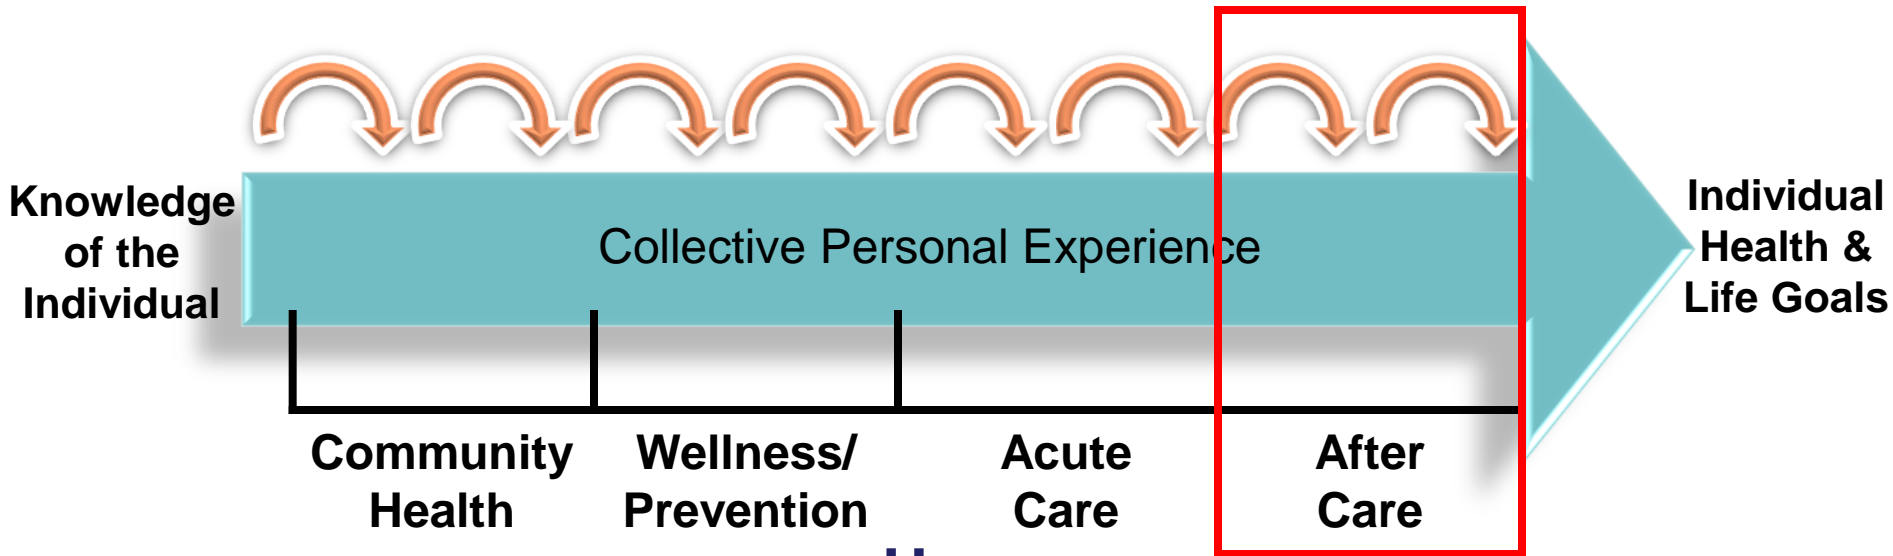 Knowledge
of the
Individual
Collective Personal Experience
Individual
Health &
Life Goals
Community
Health
Wellness/
Prevention
Acute
Care
After
Care